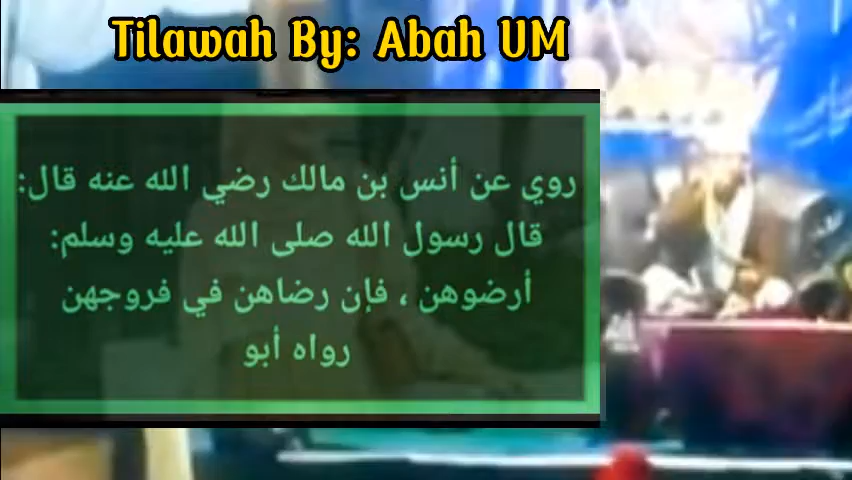 Tilawah By: Abah UM
روي عن أنس بن مالك رضي الله عنه قال:
قال رسول الله صلى الله عليه وسلم:
أرضوهن ، فإن رضاهن في فروجهن
رواه أبو